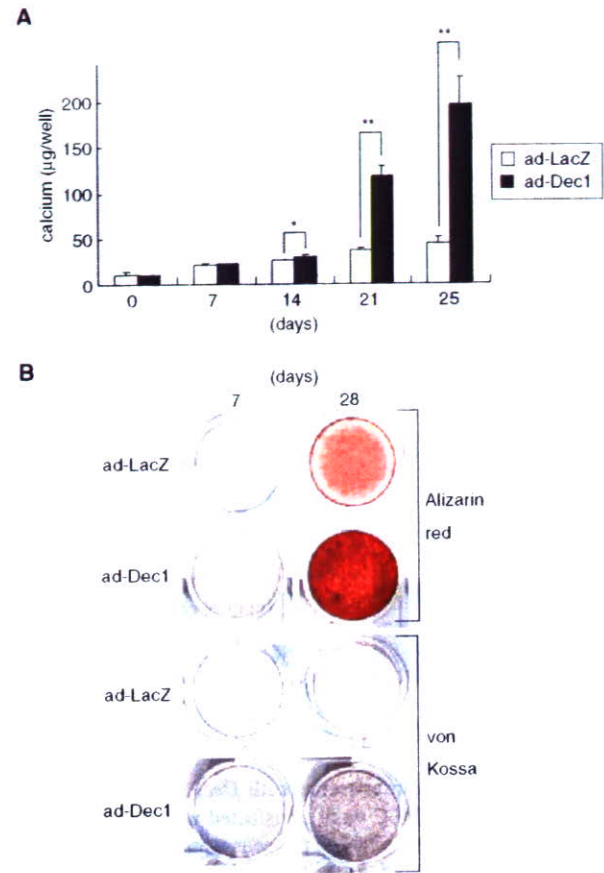 A
calcium (µg/well)
200
150
100
50
0
*
**
**
ad-LacZ
ad-Dec1
0 7 14 21 25
(days)
B
(days)
7 28
ad-LacZ
ad-Dec1
Alizarin
red
ad-LacZ
ad-Dec1
von
Kossa